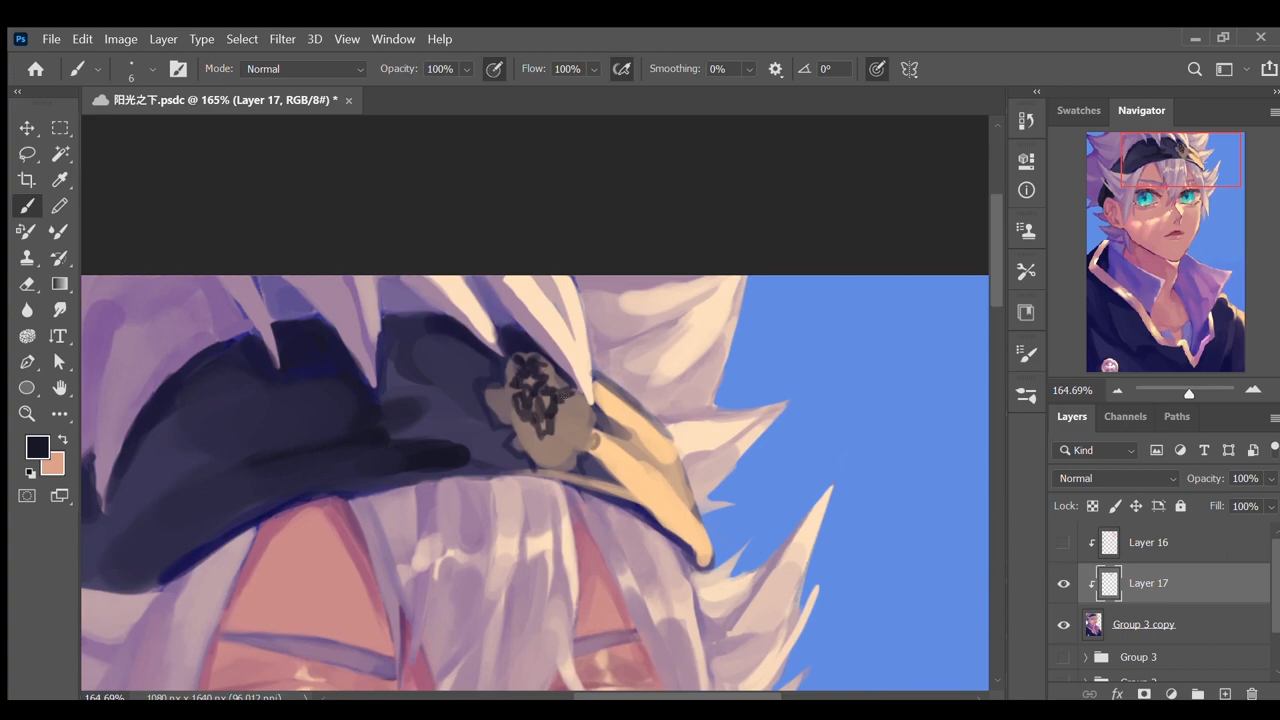 Ps File Edit Image Layer Type Select Filter 3D View Window Help
6 Mode: Normal Opacity: 100% Flow: 100% Smoothing: 0% 0°
阳光之下.psdc @ 165% (Layer 17, RGB/8#) * ×
Swatches Navigator
164.69%
Layers Channels Paths
Kind
Normal Opacity: 100%
Lock: Fill: 100%
Layer 16
Layer 17
Group 3 copy
Group 3
164.69% 1080 px x 1640 px (96.012 ppi)
fx